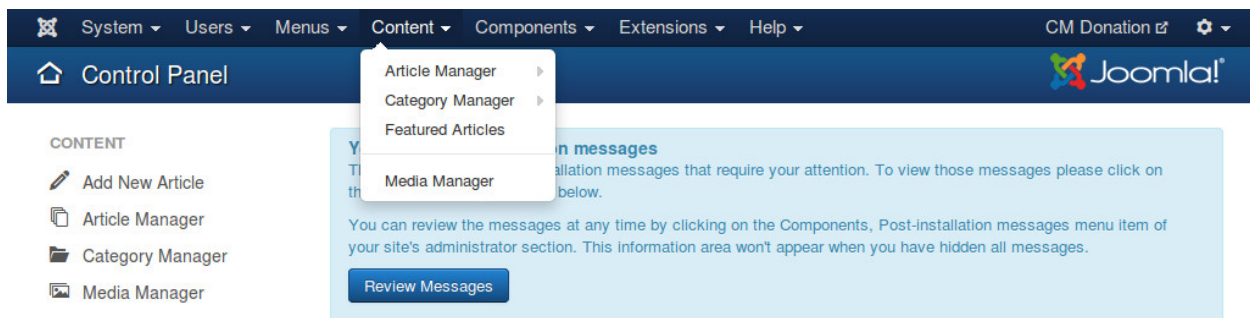 System Users Menus Content Components Extensions Help CM Donation
Control Panel Joomla!
Article Manager
Category Manager
Featured Articles
Media Manager
CONTENT
Add New Article
Article Manager
Category Manager
Media Manager
Y n messages
Th llation messages that require your attention. To view those messages please click on
th below.
You can review the messages at any time by clicking on the Components, Post-installation messages menu item of
your site's administrator section. This information area won't appear when you have hidden all messages.
Review Messages